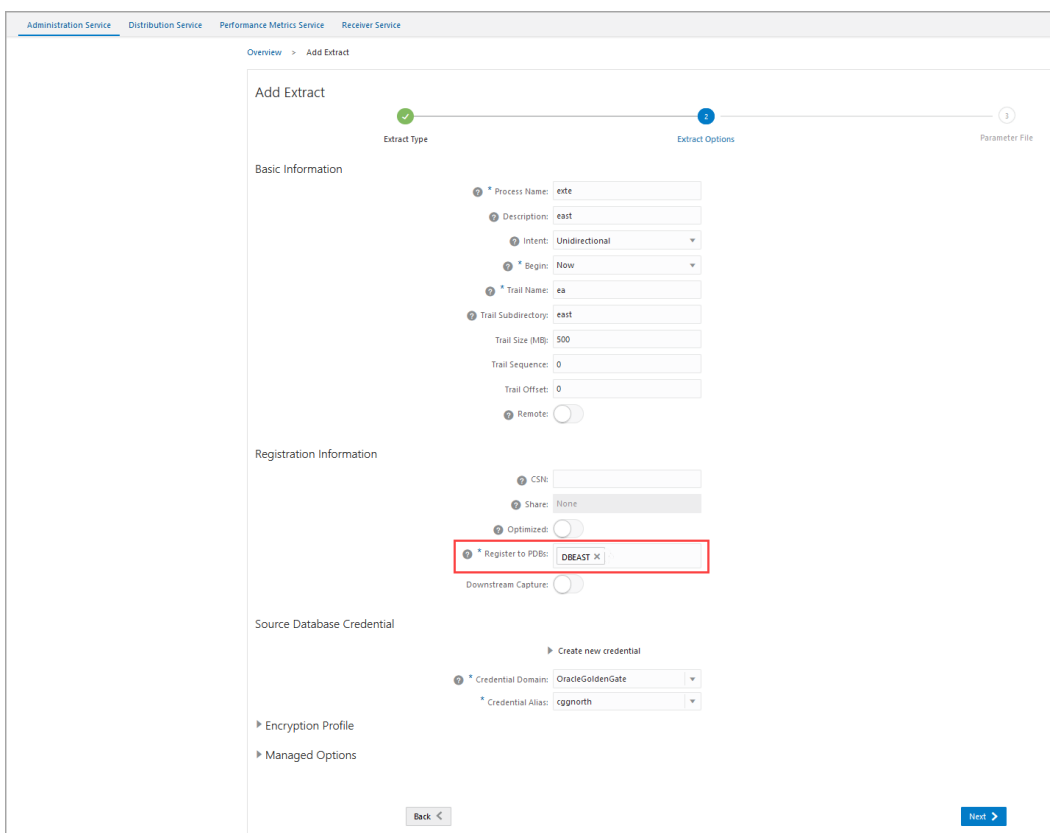 Administration Service Distribution Service Performance Metrics Service Receiver Service
Overview > Add Extract
Add Extract
2 3
Extract Type Extract Options Parameter File
Basic Information
* Process Name: exte
Description: east
Intent: Unidirectional
* Begin: Now
* Trail Name: ea
Trail Subdirectory: east
Trail Size (MB): 500
Trail Sequence: 0
Trail Offset: 0
Remote:
Registration Information
CSN:
Share: None
Optimized:
* Register to PDBs: DBEAST ×
Downstream Capture:
Source Database Credential
Create new credential
* Credential Domain: OracleGoldenGate
* Credential Alias: cggnorth
Encryption Profile
Managed Options
Back Next